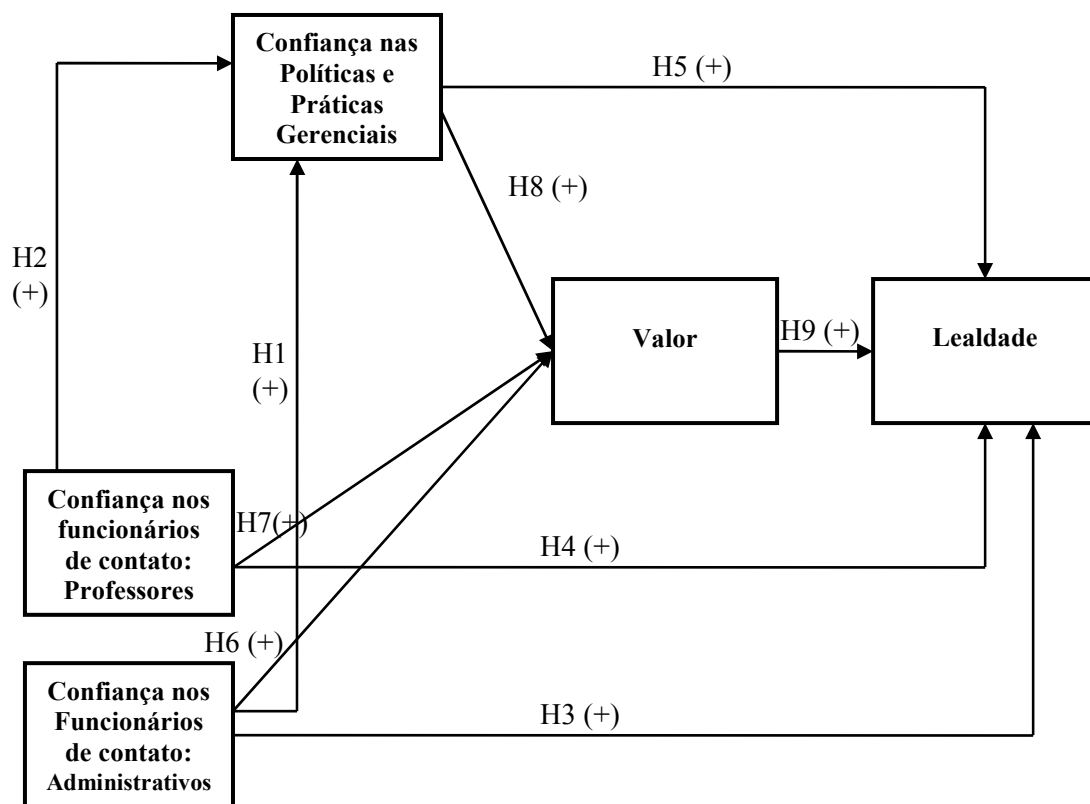 Confiança nas
Políticas e
Práticas
Gerenciais
H5 (+)
H8 (+)
H2
(+)
H1
(+)
Valor
H9 (+)
Lealdade
Confiança nos
funcionários
de contato:
Professores
H7(+)
H4 (+)
H6 (+)
Confiança nos
Funcionários
de contato:
Administrativos
H3 (+)